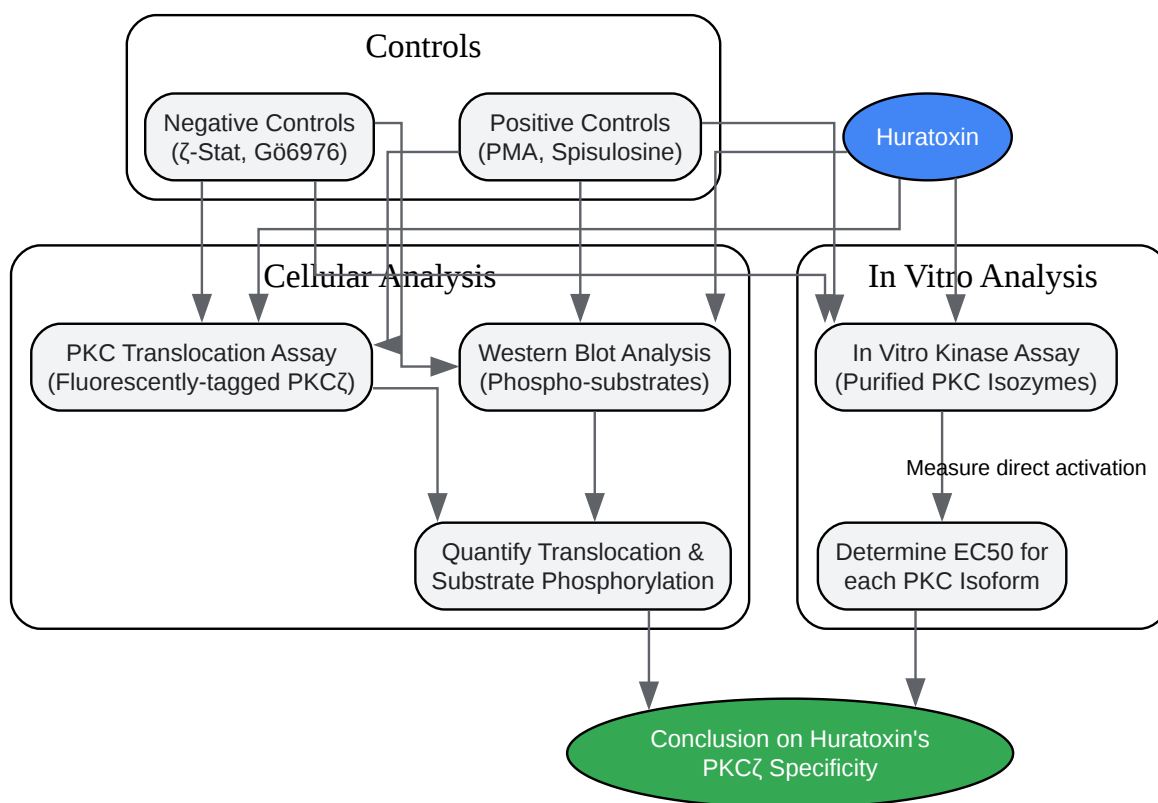 Controls
Negative Controls
(ζ-Stat, Gö6976)
Positive Controls
(PMA, Spisulosine)
Huratoxin
Cellular Analysis
In Vitro Analysis
PKC Translocation Assay
(Fluorescently-tagged PKCζ)
Western Blot Analysis
(Phospho-substrates)
In Vitro Kinase Assay
(Purified PKC Isozymes)
Measure direct activation
Quantify Translocation &
Substrate Phosphorylation
Determine EC50 for
each PKC Isoform
Conclusion on Huratoxin's
PKCζ Specificity